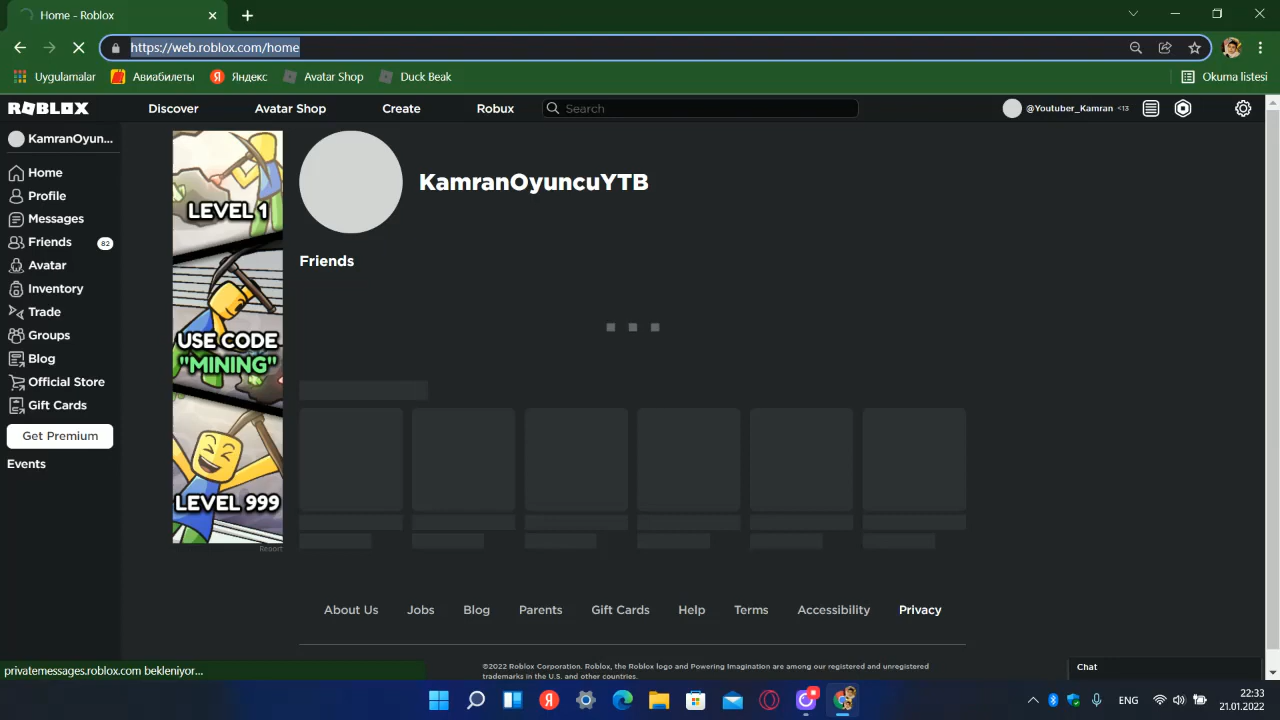 Home - Roblox
https://web.roblox.com/home
Uygulamalar
Авиабилеты
Яндекс
Avatar Shop
Duck Beak
Okuma listesi
ROBLOX
Discover
Avatar Shop
Create
Robux
Search
@Youtuber_Kamran <13
KamranOyun...
Home
Profile
Messages
Friends
82
Avatar
Inventory
Trade
Groups
Blog
Official Store
Gift Cards
Get Premium
Events
LEVEL 1
USE CODE
"MINING"
LEVEL 999
Report
KamranOyuncuYTB
Friends
About Us
Jobs
Blog
Parents
Gift Cards
Help
Terms
Accessibility
Privacy
©2022 Roblox Corporation. Roblox, the Roblox logo and Powering Imagination are among our registered and unregistered
trademarks in the U.S. and other countries.
Chat
privatemessages.roblox.com bekleniyor...
ENG
22:33
21.01.2022